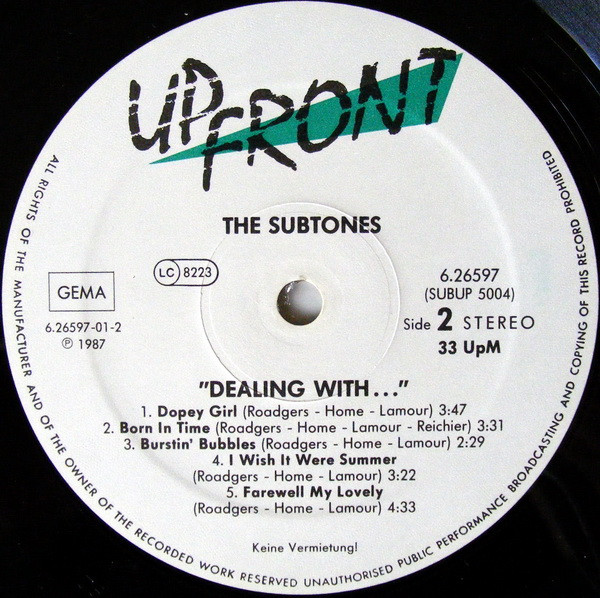 UPFRONT
THE SUBTONES
LC 8223
GEMA
6.26597-01-2
℗ 1987
6.26597
(SUBUP 5004)
Side 2 STEREO
33 UpM
"DEALING WITH..."
1. Dopey Girl (Roadgers - Home - Lamour) 3:47
2. Born In Time (Roadgers - Home - Lamour - Reichier) 3:31
3. Burstin' Bubbles (Roadgers - Home - Lamour) 2:29
4. I Wish It Were Summer
(Roadgers - Home - Lamour) 3:22
5. Farewell My Lovely
(Roadgers - Home - Lamour) 4:33
Keine Vermietung!
ALL RIGHTS OF THE MANUFACTURER AND OF THE OWNER OF THE RECORDED WORK RESERVED UNAUTHORISED PUBLIC PERFORMANCE BROADCASTING AND COPYING OF THIS RECORD PROHIBITED